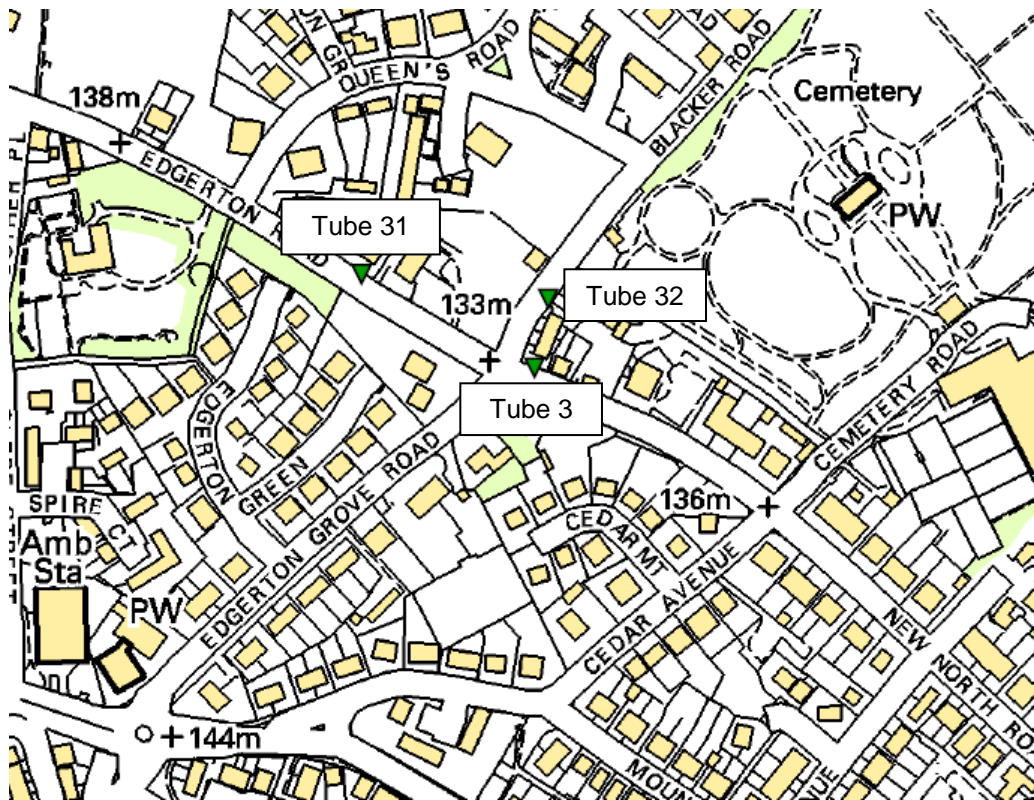 QUEEN'S ROAD
BLACKER ROAD
Cemetery
138m
EDGERTON
PW
Tube 31
133m
Tube 32
CEMETERY ROAD
Tube 3
EDGERTON
GREEN
EDGERTON GROVE ROAD
136m
SPIRE CT
CEDAR MT
Amb
Sta
PW
CEDAR AVENUE
NEW NORTH
144m